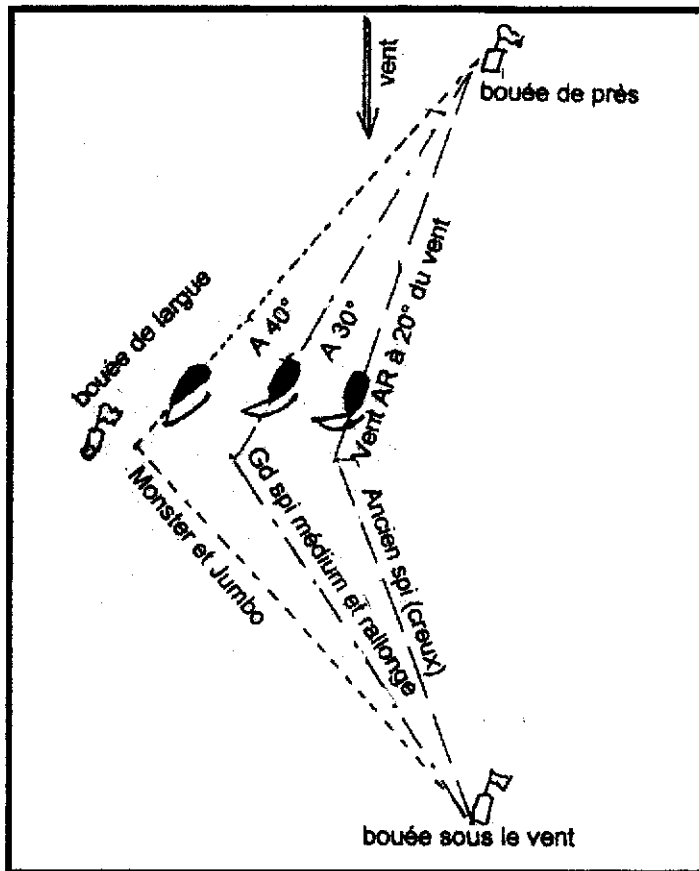 vent
bouée de près
bouée de largue
A 40°
A 30°
Vent AR à 20° du vent
Monster et Jumbo
Gd spi médium et rallonge
Ancien spi (creux)
bouée sous le vent